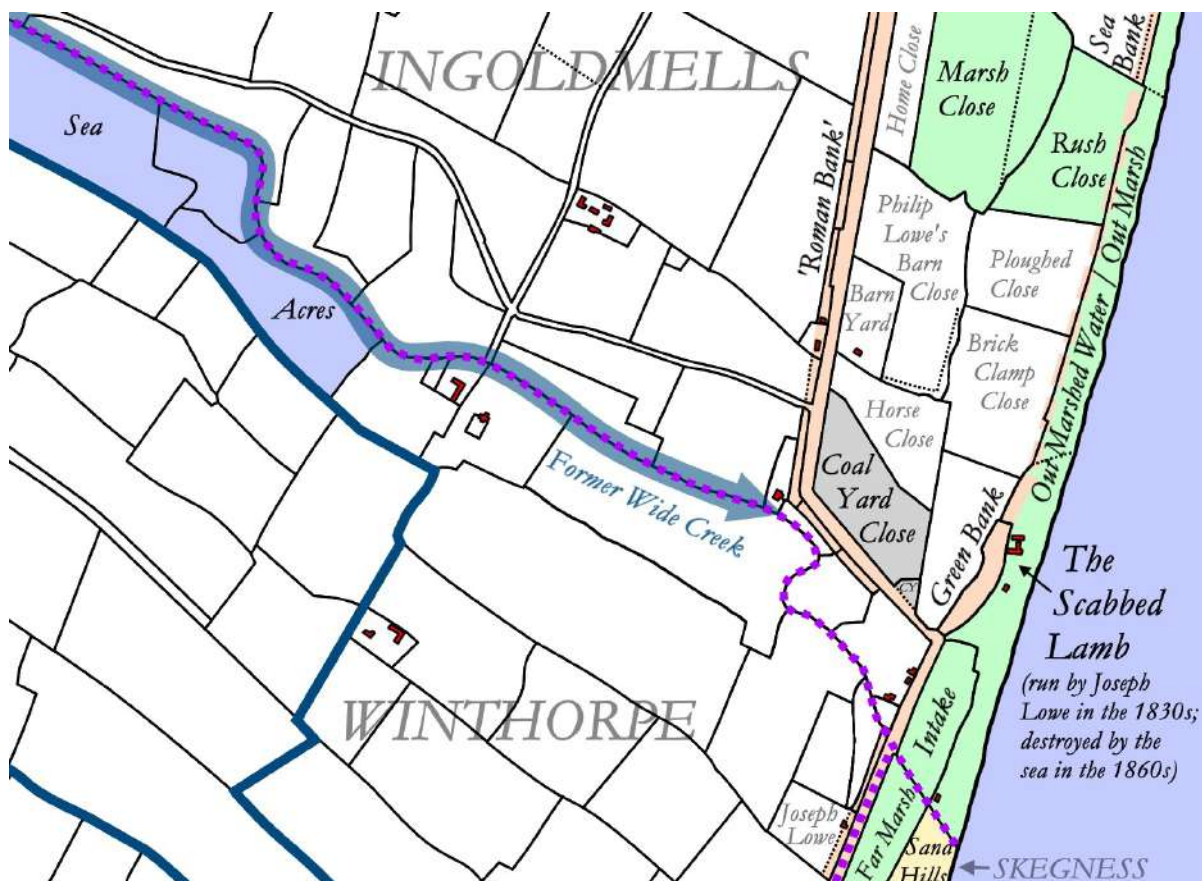 INGOLDMELLS
Home Close
Marsh
Close
Sea
Bank
Sea
Rush
Close
'Roman Bank'
Philip
Lowe's
Barn
Close
Out Marshed Water / Out Marsh
Ploughed
Close
Barn
Yard
Acres
Brick
Clamp
Close
Horse
Close
Coal
Yard
Close
Former Wide Creek
Green Bank
CY
The
Scabbed
Lamb
(run by Joseph
Lowe in the 1830s;
destroyed by the
sea in the 1860s)
WINTHORPE
Intake
Joseph
Lowe
Far Marsh
Sand
Hills
SKEGNESS